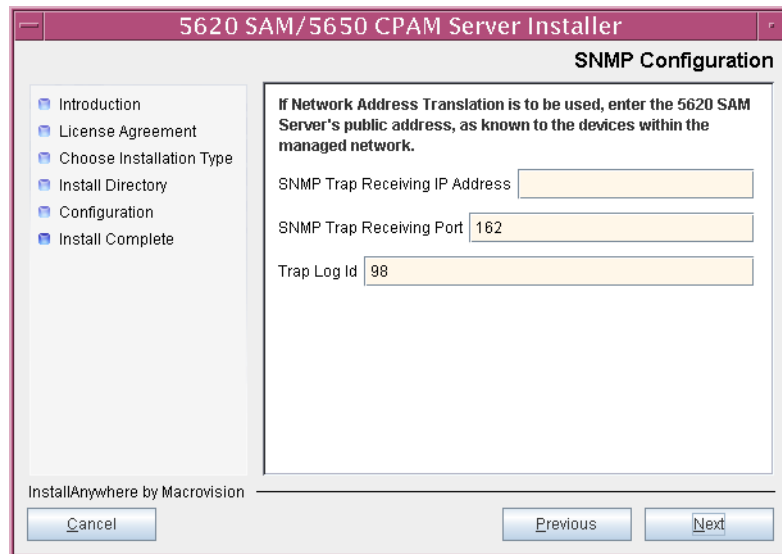 5620 SAM/5650 CPAM Server Installer
SNMP Configuration
Introduction
License Agreement
Choose Installation Type
Install Directory
Configuration
Install Complete
If Network Address Translation is to be used, enter the 5620 SAM
Server's public address, as known to the devices within the
managed network.
SNMP Trap Receiving IP Address
SNMP Trap Receiving Port 162
Trap Log Id 98
InstallAnywhere by Macrovision
Cancel Previous Next